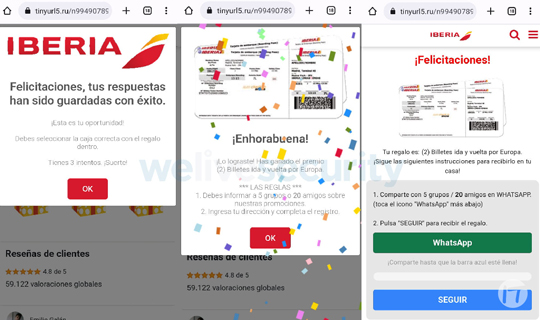 tinyurl5.ru/n99490789
18
IBERIA
Felicitaciones, tus respuestas
han sido guardadas con éxito.
¡Esta es tu oportunidad!
Debes seleccionar la caja correcta con el regalo
dentro.
Tienes 3 intentos. ¡Suerte!
OK
Reseñas de clientes
4.8 de 5
59.122 valoraciones globales
tinyurl5.ru/n99490789
18
¡Enhorabuena!
¡Lo lograste! Has ganado el premio
(2) Billetes ida y vuelta por Europa.
*** LAS REGLAS ***
1. Debes informar a 5 grupos o 20 amigos sobre
nuestras promociones.
2. Ingresa tu dirección y completa el registro.
OK
Reseñas de clientes
4.8 de 5
59.122 valoraciones globales
tinyurl5.ru/n99490789
18
IBERIA
¡Felicitaciones!
Tu regalo es: (2) Billetes ida y vuelta por Europa.
¡Sigue las siguientes instrucciones para recibirlo en tu
casa!
1. Comparte con 5 grupos / 20 amigos en WHATSAPP.
(toca el icono "WhatsApp" más abajo)
2. Pulsa "SEGUIR" para recibir el regalo.
WhatsApp
¡Comparte hasta que la barra azul esté llena!
SEGUIR
welivesecurity